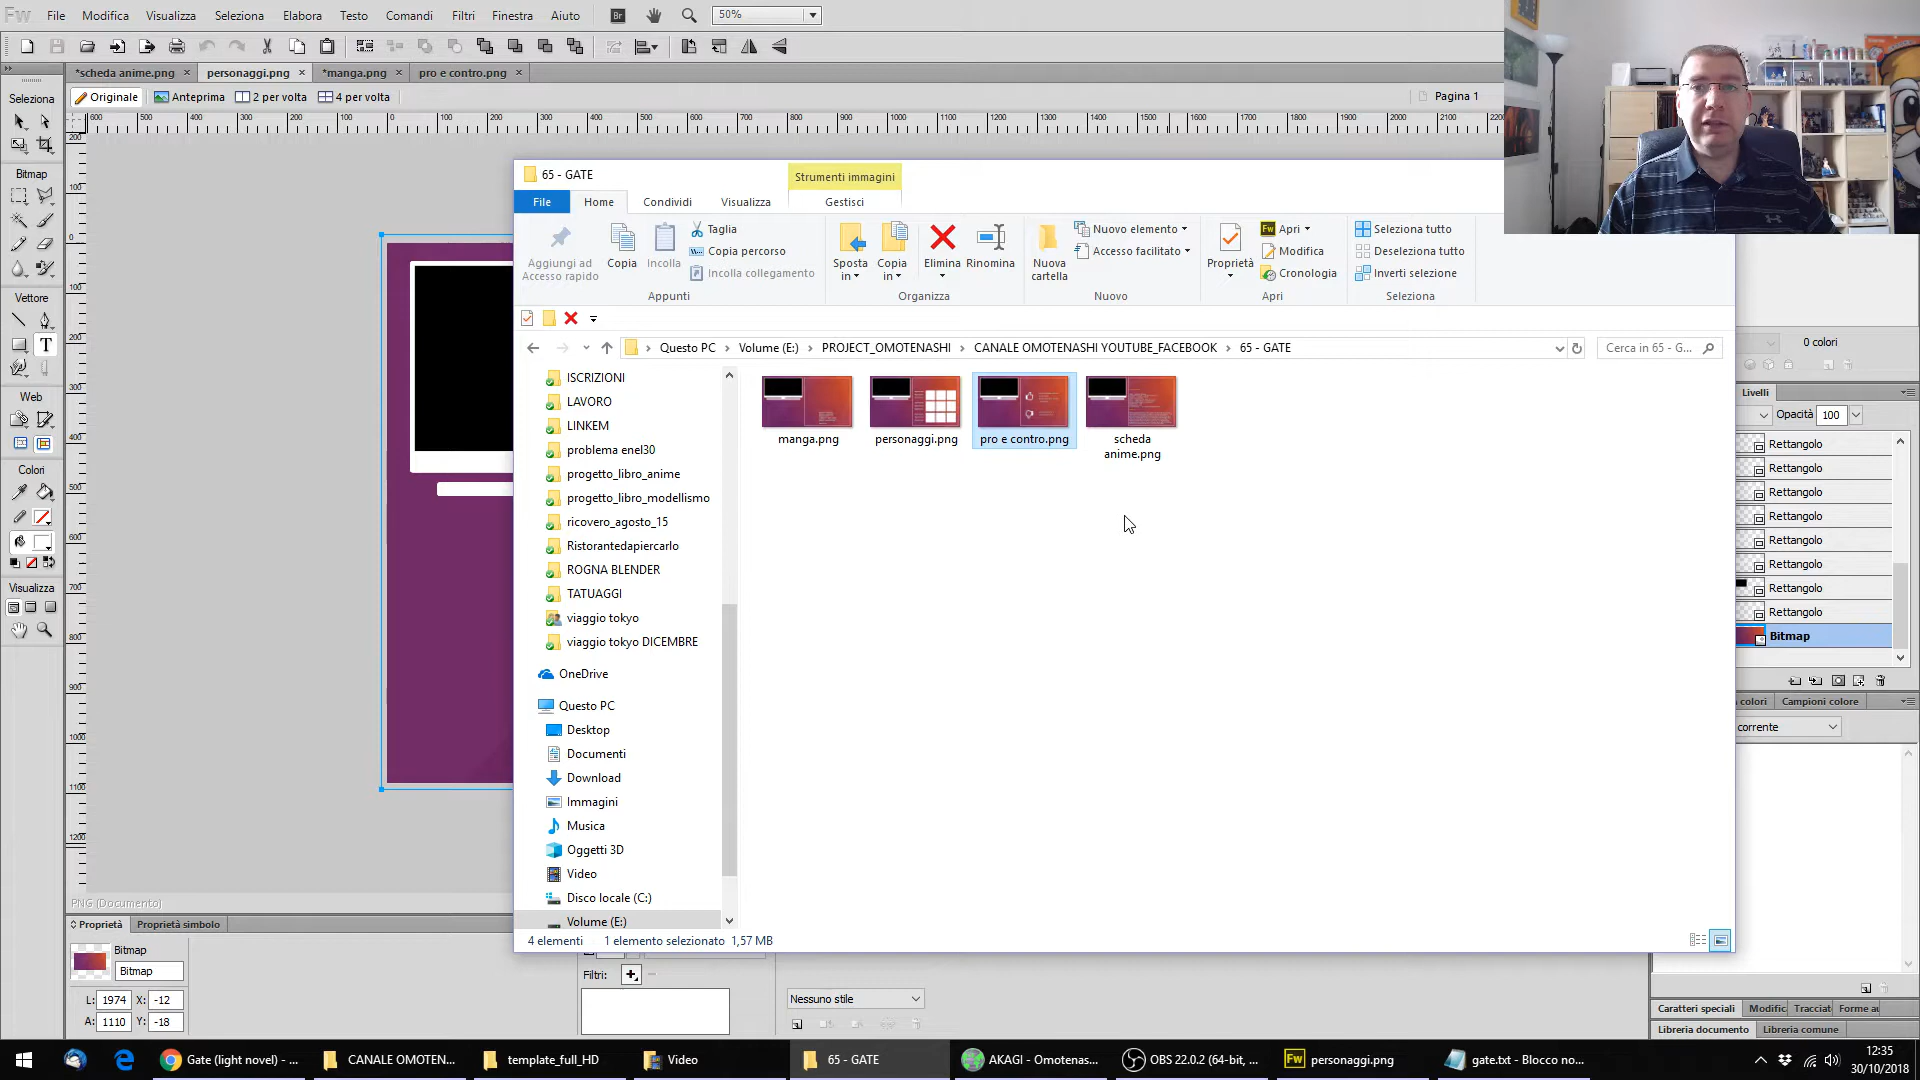 Fw File Modifica Visualizza Seleziona Elabora Testo Comandi Filtri Finestra Aiuto Br 50%
*scheda anime.png × personaggi.png × *manga.png × pro e contro.png ×
Originale Anteprima 2 per volta 4 per volta Pagina 1
Seleziona
Bitmap
Vettore
Web
Colori
Visualizza
65 - GATE Strumenti immagini
File Home Condividi Visualizza Gestisci
Aggiungi ad Accesso rapido
Copia
Incolla
Taglia
Copia percorso
Incolla collegamento
Appunti
Sposta in
Copia in
Elimina
Rinomina
Organizza
Nuova cartella
Nuovo elemento
Accesso facilitato
Nuovo
Proprietà
Apri
Modifica
Cronologia
Apri
Seleziona tutto
Deseleziona tutto
Inverti selezione
Seleziona
Questo PC > Volume (E:) > PROJECT_OMOTENASHI > CANALE OMOTENASHI YOUTUBE_FACEBOOK > 65 - GATE
Cerca in 65 - G...
ISCRIZIONI
LAVORO
LINKEM
problema enel30
progetto_libro_anime
progetto_libro_modellismo
ricovero_agosto_15
Ristorantedapiercarlo
ROGNA BLENDER
TATUAGGI
viaggio tokyo
viaggio tokyo DICEMBRE
OneDrive
Questo PC
Desktop
Documenti
Download
Immagini
Musica
Oggetti 3D
Video
Disco locale (C:)
Volume (E:)
manga.png
personaggi.png
pro e contro.png
scheda anime.png
4 elementi 1 elemento selezionato 1,57 MB
0 colori
Livelli
Opacità 100
Rettangolo
Rettangolo
Rettangolo
Rettangolo
Rettangolo
Rettangolo
Rettangolo
Rettangolo
Bitmap
colori Campioni colore
corrente
PNG (Documento)
Proprietà Proprietà simbolo
Bitmap
Bitmap
L: 1974 X: -12
A: 1110 Y: -18
Filtri:
Nessuno stile
Caratteri speciali Modific Tracciat Forme au
Libreria documento Libreria comune
Gate (light novel) - ... CANALE OMOTEN... template_full_HD Video 65 - GATE AKAGI - Omotenas... OBS 22.0.2 (64-bit, ... Fw personaggi.png gate.txt - Blocco no...
12:35
30/10/2018